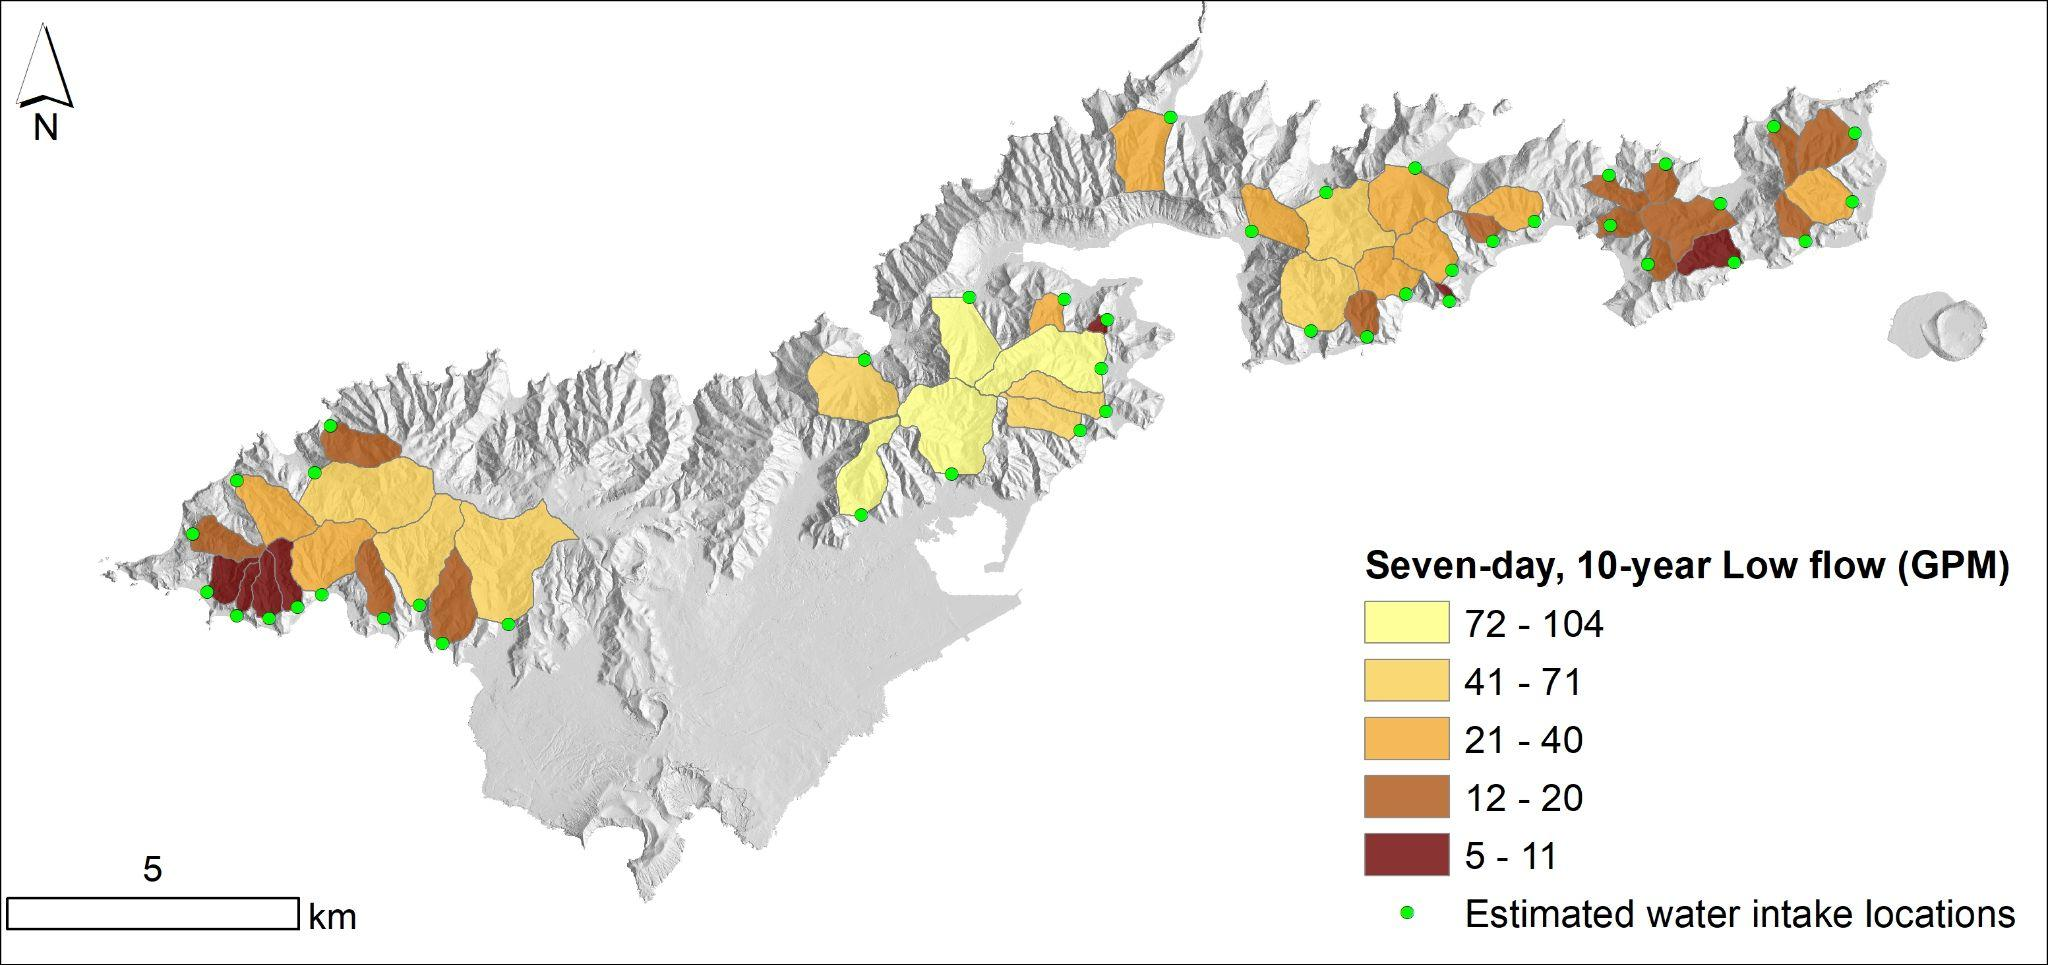 N
Seven-day, 10-year Low flow (GPM)
72 - 104
41 - 71
21 - 40
12 - 20
5 - 11
Estimated water intake locations
5
km